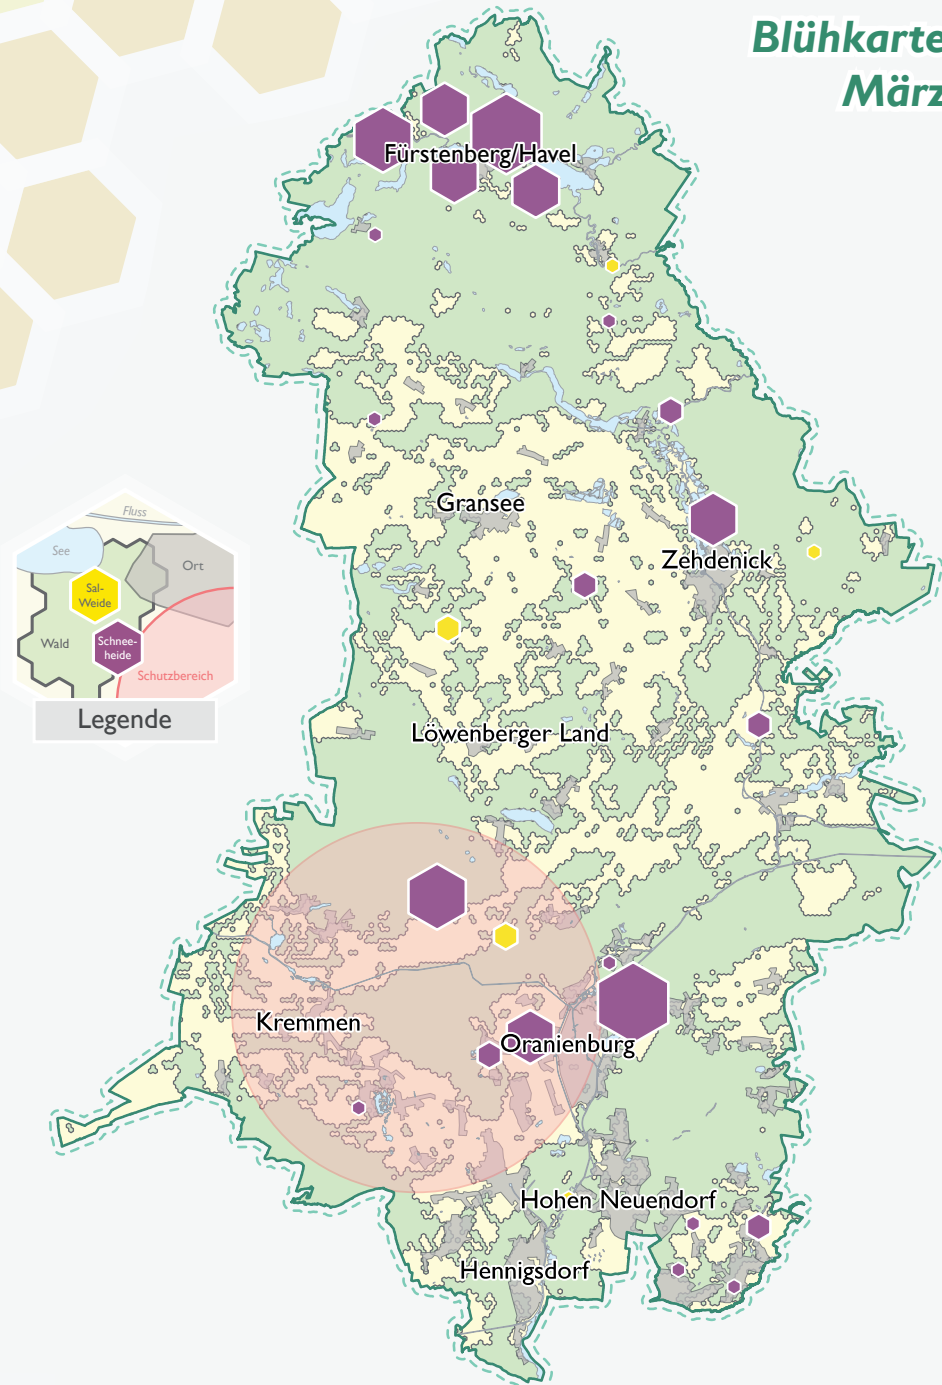 Blühkarte
März
Fürstenberg/Havel
Gransee
Zehdenick
Fluss
See
Ort
Sal-
Weide
Wald
Schnee-
heide
Schutzbereich
Legende
Löwenberger Land
Kremmen
Oranienburg
Hohen Neuendorf
Hennigsdorf